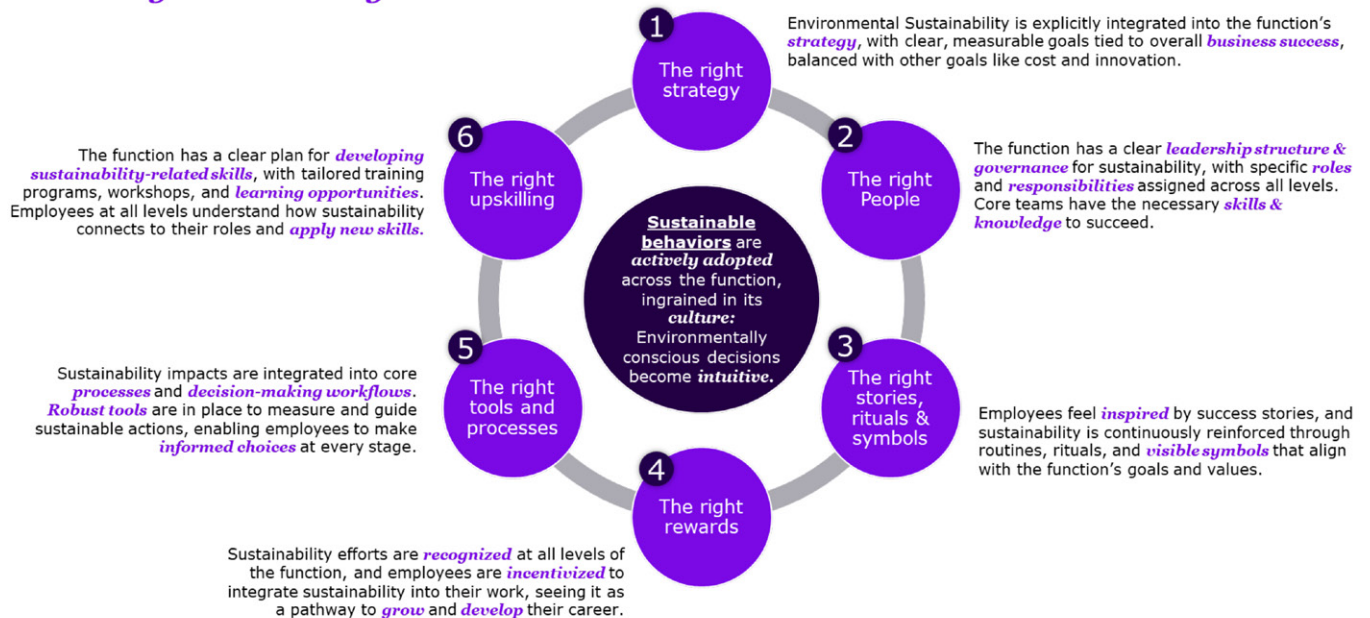 1
The right
strategy
Environmental Sustainability is explicitly integrated into the function's
strategy, with clear, measurable goals tied to overall business success,
balanced with other goals like cost and innovation.
2
The right
People
The function has a clear leadership structure &
governance for sustainability, with specific roles
and responsibilities assigned across all levels.
Core teams have the necessary skills &
knowledge to succeed.
3
The right
stories,
rituals &
symbols
Employees feel inspired by success stories, and
sustainability is continuously reinforced through
routines, rituals, and visible symbols that align
with the function's goals and values.
4
The right
rewards
Sustainability efforts are recognized at all levels of
the function, and employees are incentivized to
integrate sustainability into their work, seeing it as
a pathway to grow and develop their career.
5
The right
tools and
processes
Sustainability impacts are integrated into core
processes and decision-making workflows.
Robust tools are in place to measure and guide
sustainable actions, enabling employees to make
informed choices at every stage.
6
The right
upskilling
The function has a clear plan for developing
sustainability-related skills, with tailored training
programs, workshops, and learning opportunities.
Employees at all levels understand how sustainability
connects to their roles and apply new skills.
Sustainable
behaviors are
actively adopted
across the function,
ingrained in its
culture:
Environmentally
conscious decisions
become intuitive.